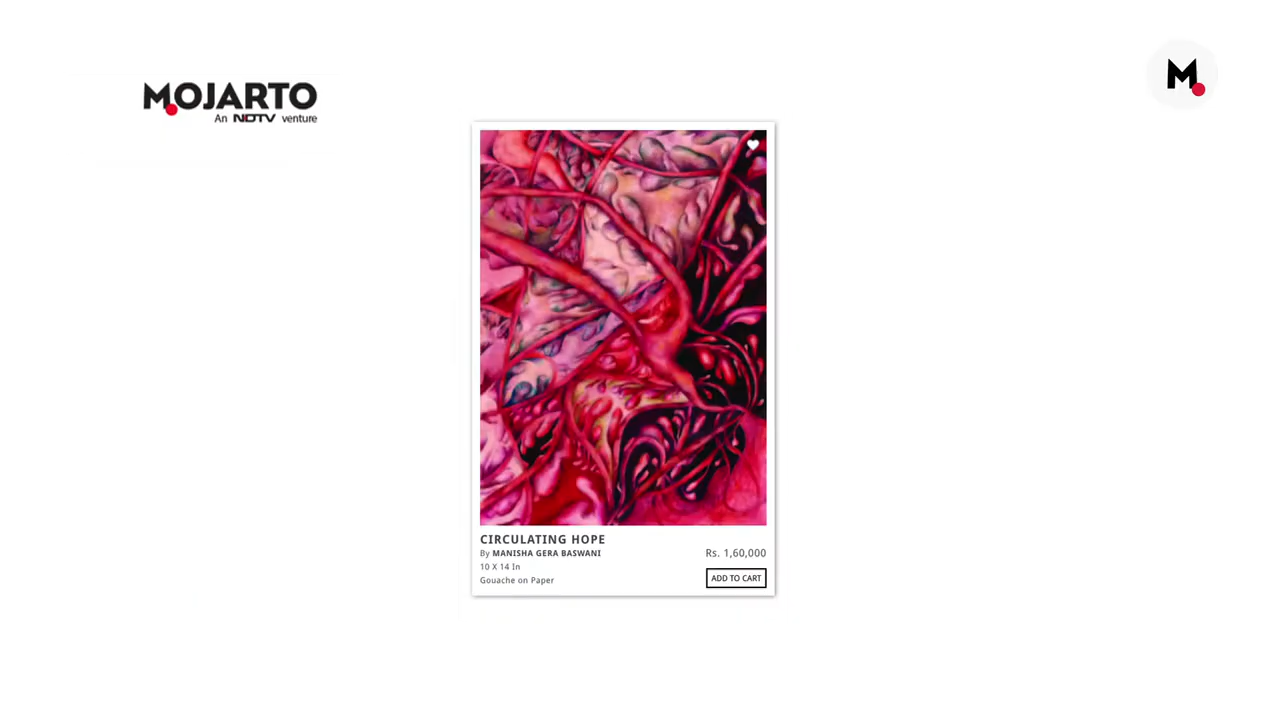 MOJARTO
An NDTV venture
M.
CIRCULATING HOPE
By MANISHA GERA BASWANI
10 X 14 In
Gouache on Paper
Rs. 1,60,000
ADD TO CART